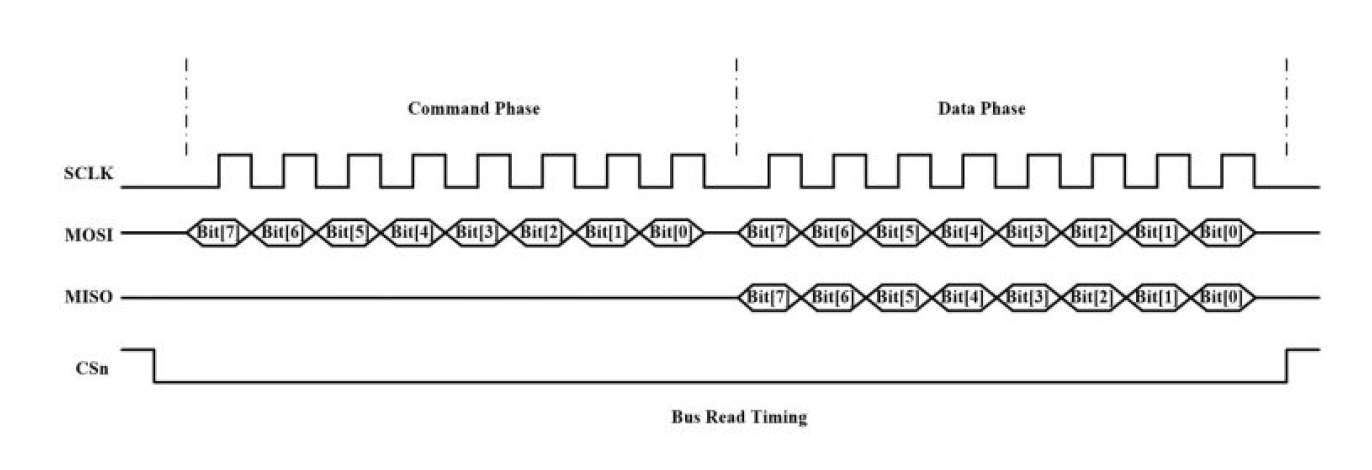 Command Phase Data Phase
SCLK
MOSI Bit[7] Bit[6] Bit[5] Bit[4] Bit[3] Bit[2] Bit[1] Bit[0] Bit[7] Bit[6] Bit[5] Bit[4] Bit[3] Bit[2] Bit[1] Bit[0]
MISO Bit[7] Bit[6] Bit[5] Bit[4] Bit[3] Bit[2] Bit[1] Bit[0]
CSn
Bus Read Timing